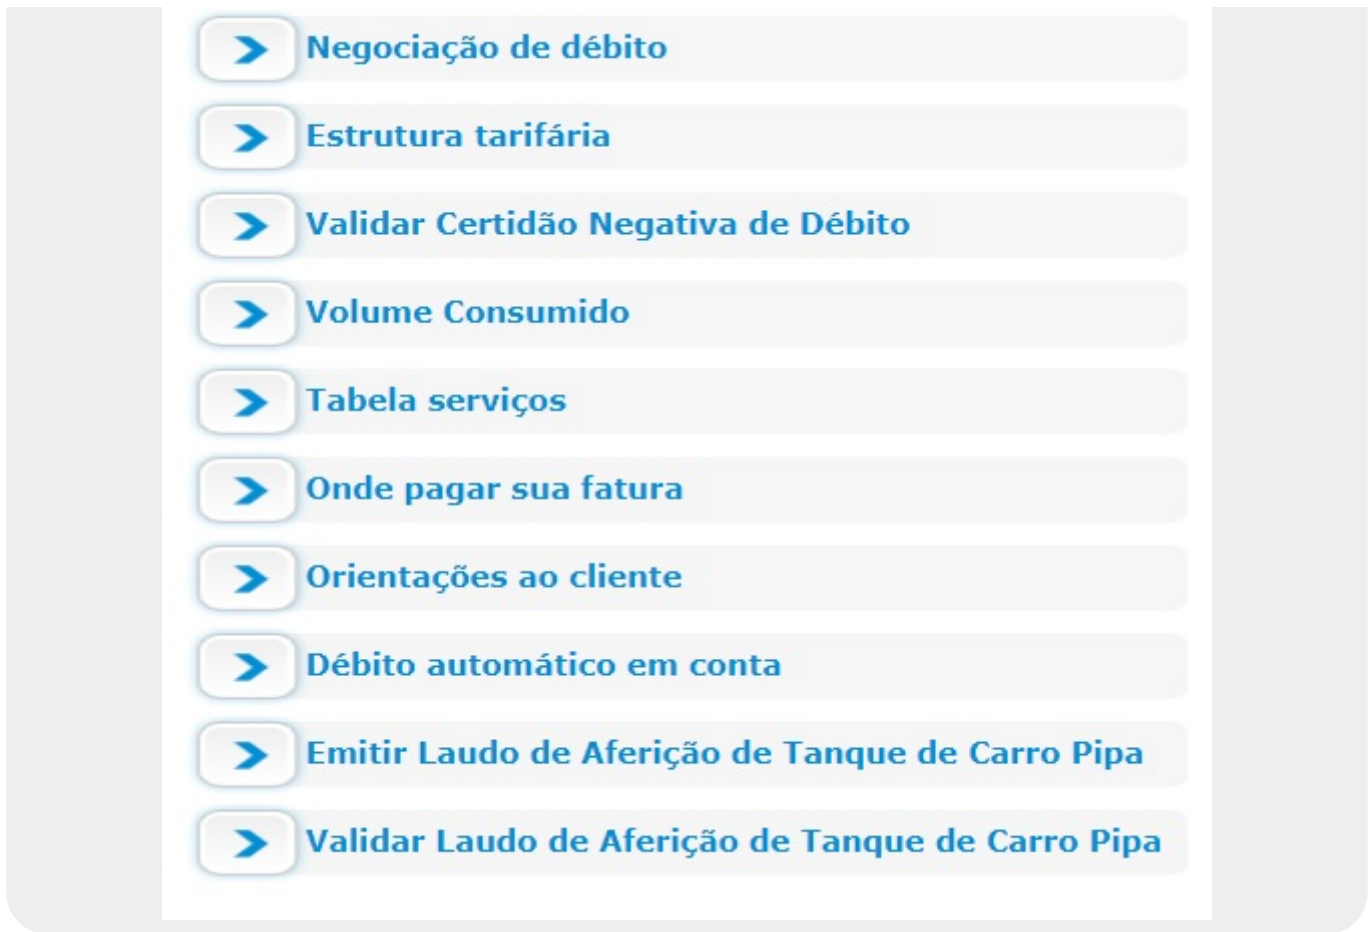 Negociação de débito
Estrutura tarifária
Validar Certidão Negativa de Débito
Volume Consumido
Tabela serviços
Onde pagar sua fatura
Orientações ao cliente
Débito automático em conta
Emitir Laudo de Aferição de Tanque de Carro Pipa
Validar Laudo de Aferição de Tanque de Carro Pipa